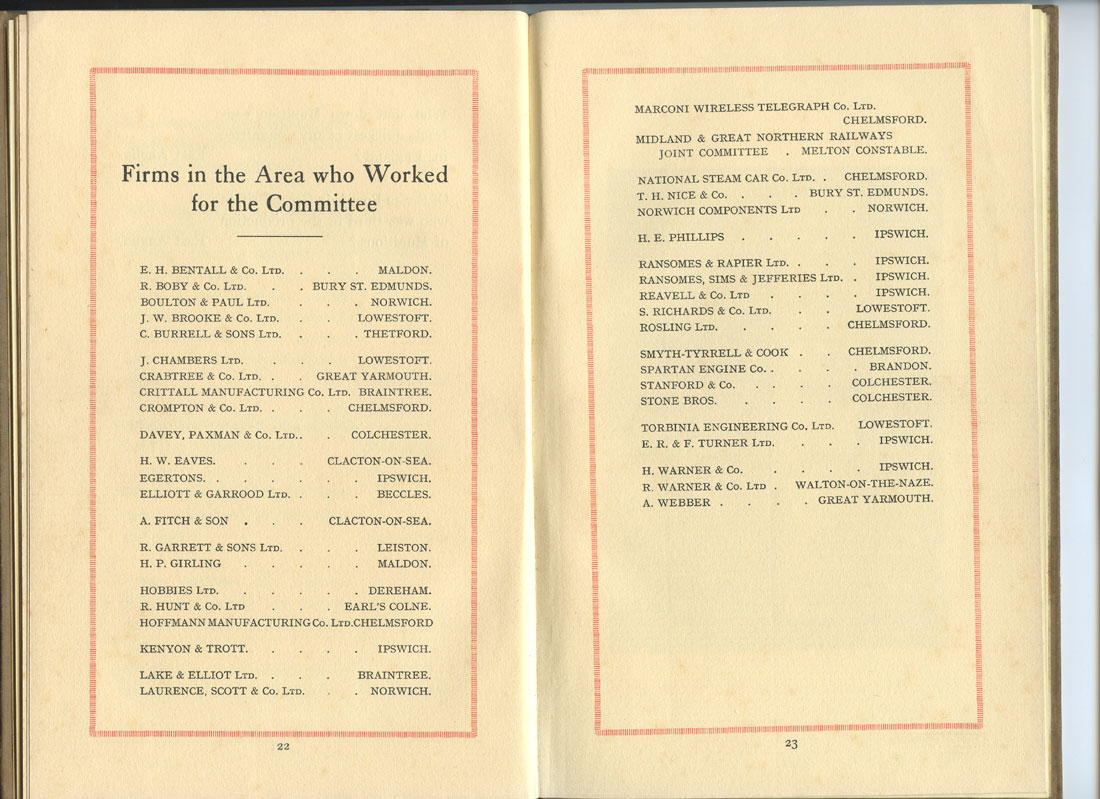 Firms in the Area who Worked
for the Committee
E. H. BENTALL & Co. Ltd. . . . MALDON.
R. BOBY & Co. Ltd. . . BURY ST. EDMUNDS.
BOULTON & PAUL Ltd. . . . NORWICH.
J. W. BROOKE & Co. Ltd. . . LOWESTOFT.
C. BURRELL & SONS Ltd. . . . THETFORD.
J. CHAMBERS Ltd. . . LOWESTOFT.
CRABTREE & Co. Ltd. . . GREAT YARMOUTH.
CRITTALL MANUFACTURING Co. Ltd. BRAINTREE.
CROMPTON & Co. Ltd. . . . CHELMSFORD.
DAVEY, PAXMAN & Co. Ltd. . . COLCHESTER.
H. W. EAVES. . . . CLACTON-ON-SEA.
EGERTONS. . . . . . IPSWICH.
ELLIOTT & GARROOD Ltd. . . . BECCLES.
A. FITCH & SON . . . CLACTON-ON-SEA.
R. GARRETT & SONS Ltd. . . . LEISTON.
H. P. GIRLING . . . . . MALDON.
HOBBIES Ltd. . . . . . DEREHAM.
R. HUNT & Co. Ltd . . . EARL'S COLNE.
HOFFMANN MANUFACTURING Co. Ltd. CHELMSFORD
KENYON & TROTT. . . . . IPSWICH.
LAKE & ELLIOT Ltd. . . . BRAINTREE.
LAURENCE, SCOTT & Co. Ltd. . . NORWICH.
22
MARCONI WIRELESS TELEGRAPH Co. Ltd.
CHELMSFORD.
MIDLAND & GREAT NORTHERN RAILWAYS
JOINT COMMITTEE . MELTON CONSTABLE.
NATIONAL STEAM CAR Co. Ltd. . CHELMSFORD.
T. H. NICE & Co. . . . BURY ST. EDMUNDS.
NORWICH COMPONENTS Ltd . . NORWICH.
H. E. PHILLIPS . . . . . IPSWICH.
RANSOMES & RAPIER Ltd. . . . IPSWICH.
RANSOMES, SIMS & JEFFERIES Ltd. . IPSWICH.
REAVELL & Co. Ltd . . . . IPSWICH.
S. RICHARDS & Co. Ltd. . . LOWESTOFT.
ROSLING Ltd. . . . . CHELMSFORD.
SMYTH-TYRRELL & COOK . . CHELMSFORD.
SPARTAN ENGINE Co. . . . . BRANDON.
STANFORD & Co. . . . . COLCHESTER.
STONE BROS. . . . . COLCHESTER.
TORBINIA ENGINEERING Co. Ltd. LOWESTOFT.
E. R. & F. TURNER Ltd. . . . IPSWICH.
H. WARNER & Co. . . . . IPSWICH.
R. WARNER & Co. Ltd . WALTON-ON-THE-NAZE.
A. WEBBER . . . . GREAT YARMOUTH.
23